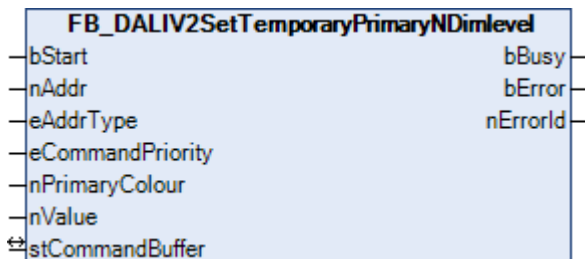 FB_DALIV2SetTemporaryPrimaryNDimlevel
bStart bBusy
nAddr bError
eAddrType nErrorId
eCommandPriority
nPrimaryColour
nValue
stCommandBuffer